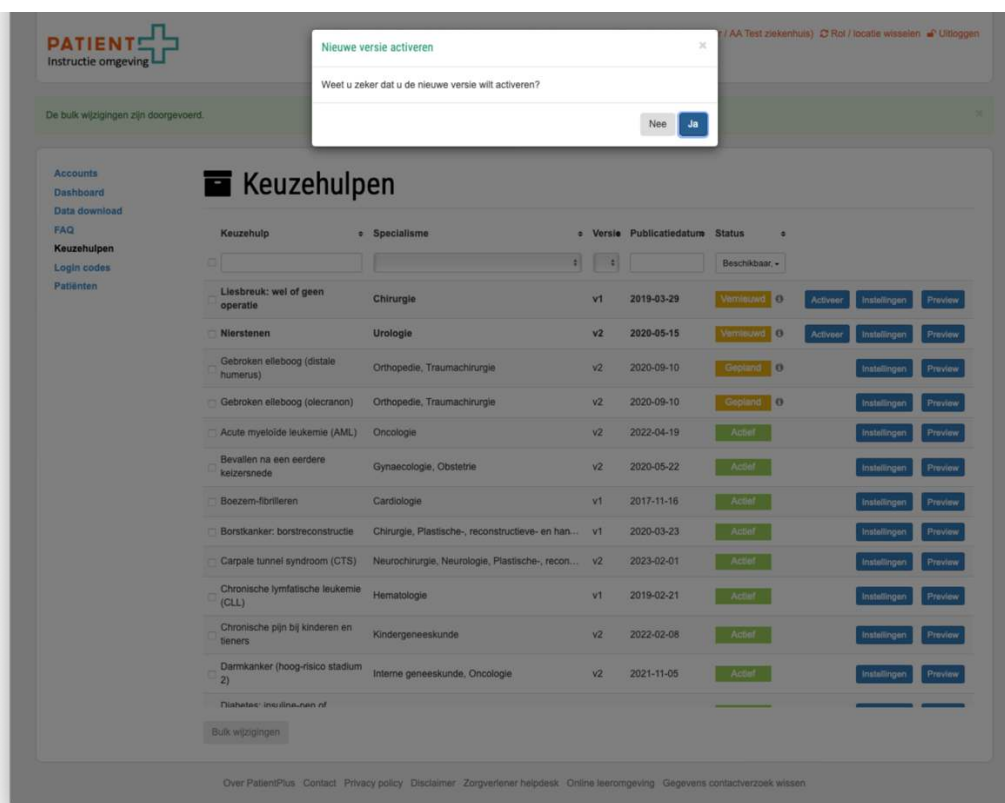 PATIENT
Instructie omgeving
Nieuwe versie activeren ×
Weet u zeker dat u de nieuwe versie wilt activeren?
Nee Ja
/ AA Test ziekenhuis) Rol / locatie wisselen Uitloggen
De bulk wijzigingen zijn doorgevoerd. ×
Accounts
Dashboard
Data download
FAQ
Keuzehulpen
Login codes
Patiënten
Keuzehulpen
Keuzehulp Specialisme Versie Publicatiedatum Status
Beschikbaar,
Liesbreuk: wel of geen
operatie Chirurgie v1 2019-03-29 Vernieuwd Activeer Instellingen Preview
Nierstenen Urologie v2 2020-05-15 Vernieuwd Activeer Instellingen Preview
Gebroken elleboog (distale
humerus) Orthopedie, Traumachirurgie v2 2020-09-10 Gepland Instellingen Preview
Gebroken elleboog (olecranon) Orthopedie, Traumachirurgie v2 2020-09-10 Gepland Instellingen Preview
Acute myeloïde leukemie (AML) Oncologie v2 2022-04-19 Actief Instellingen Preview
Bevallen na een eerdere
keizersnede Gynaecologie, Obstetrie v2 2020-05-22 Actief Instellingen Preview
Boezem-fibrilleren Cardiologie v1 2017-11-16 Actief Instellingen Preview
Borstkanker: borstreconstructie Chirurgie, Plastische-, reconstructieve- en han... v1 2020-03-23 Actief Instellingen Preview
Carpale tunnel syndroom (CTS) Neurochirurgie, Neurologie, Plastische-, recon... v2 2023-02-01 Actief Instellingen Preview
Chronische lymfatische leukemie
(CLL) Hematologie v1 2019-02-21 Actief Instellingen Preview
Chronische pijn bij kinderen en
tieners Kindergeneeskunde v2 2022-02-08 Actief Instellingen Preview
Darmkanker (hoog-risico stadium
2) Interne geneeskunde, Oncologie v2 2021-11-05 Actief Instellingen Preview
Diabetes: insuline-pen of
Bulk wijzigingen
Over PatientPlus Contact Privacy policy Disclaimer Zorgverlener helpdesk Online leeromgeving Gegevens contactverzoek wissen